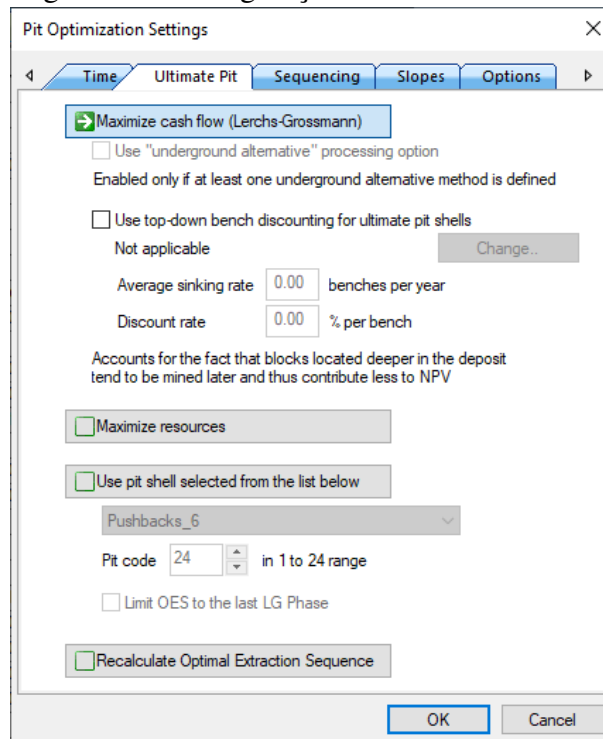 Pit Optimization Settings
Time Ultimate Pit Sequencing Slopes Options
Maximize cash flow (Lerchs-Grossmann)
Use "underground alternative" processing option
Enabled only if at least one underground alternative method is defined
Use top-down bench discounting for ultimate pit shells
Not applicable Change..
Average sinking rate 0.00 benches per year
Discount rate 0.00 % per bench
Accounts for the fact that blocks located deeper in the deposit
tend to be mined later and thus contribute less to NPV
Maximize resources
Use pit shell selected from the list below
Pushbacks_6
Pit code 24 in 1 to 24 range
Limit OES to the last LG Phase
Recalculate Optimal Extraction Sequence
OK Cancel